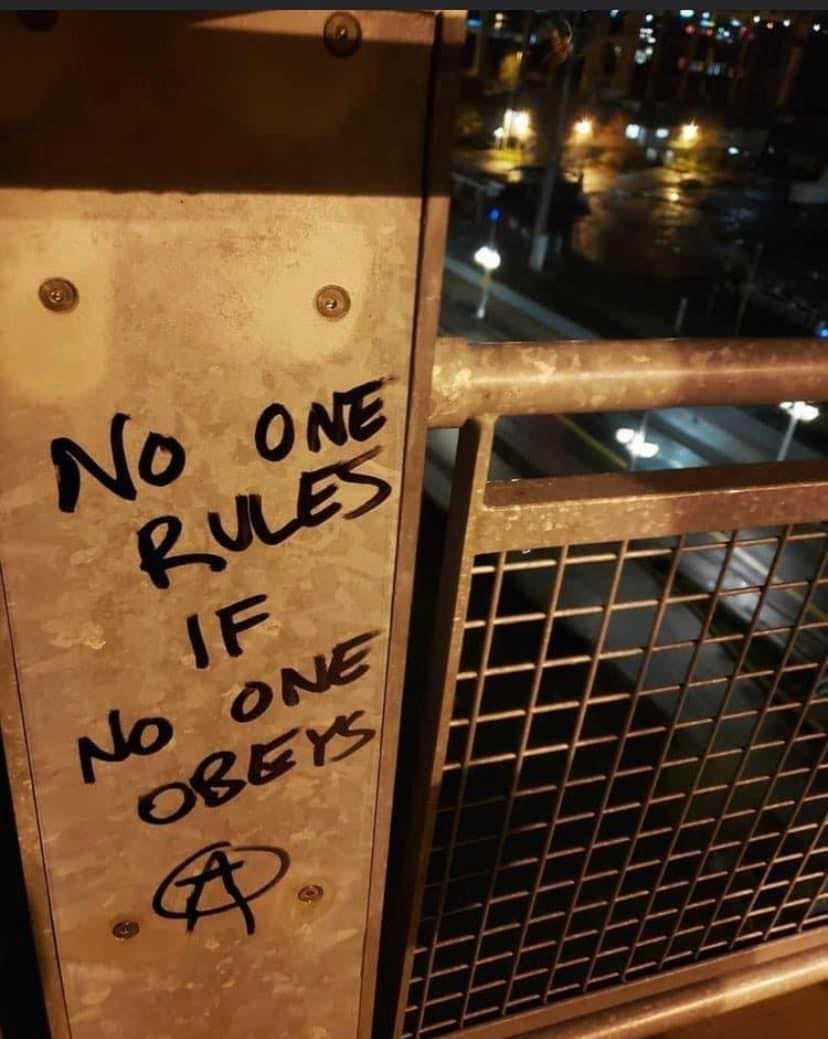 NO ONE
RULES
IF
NO ONE
OBEYS
Ⓐ